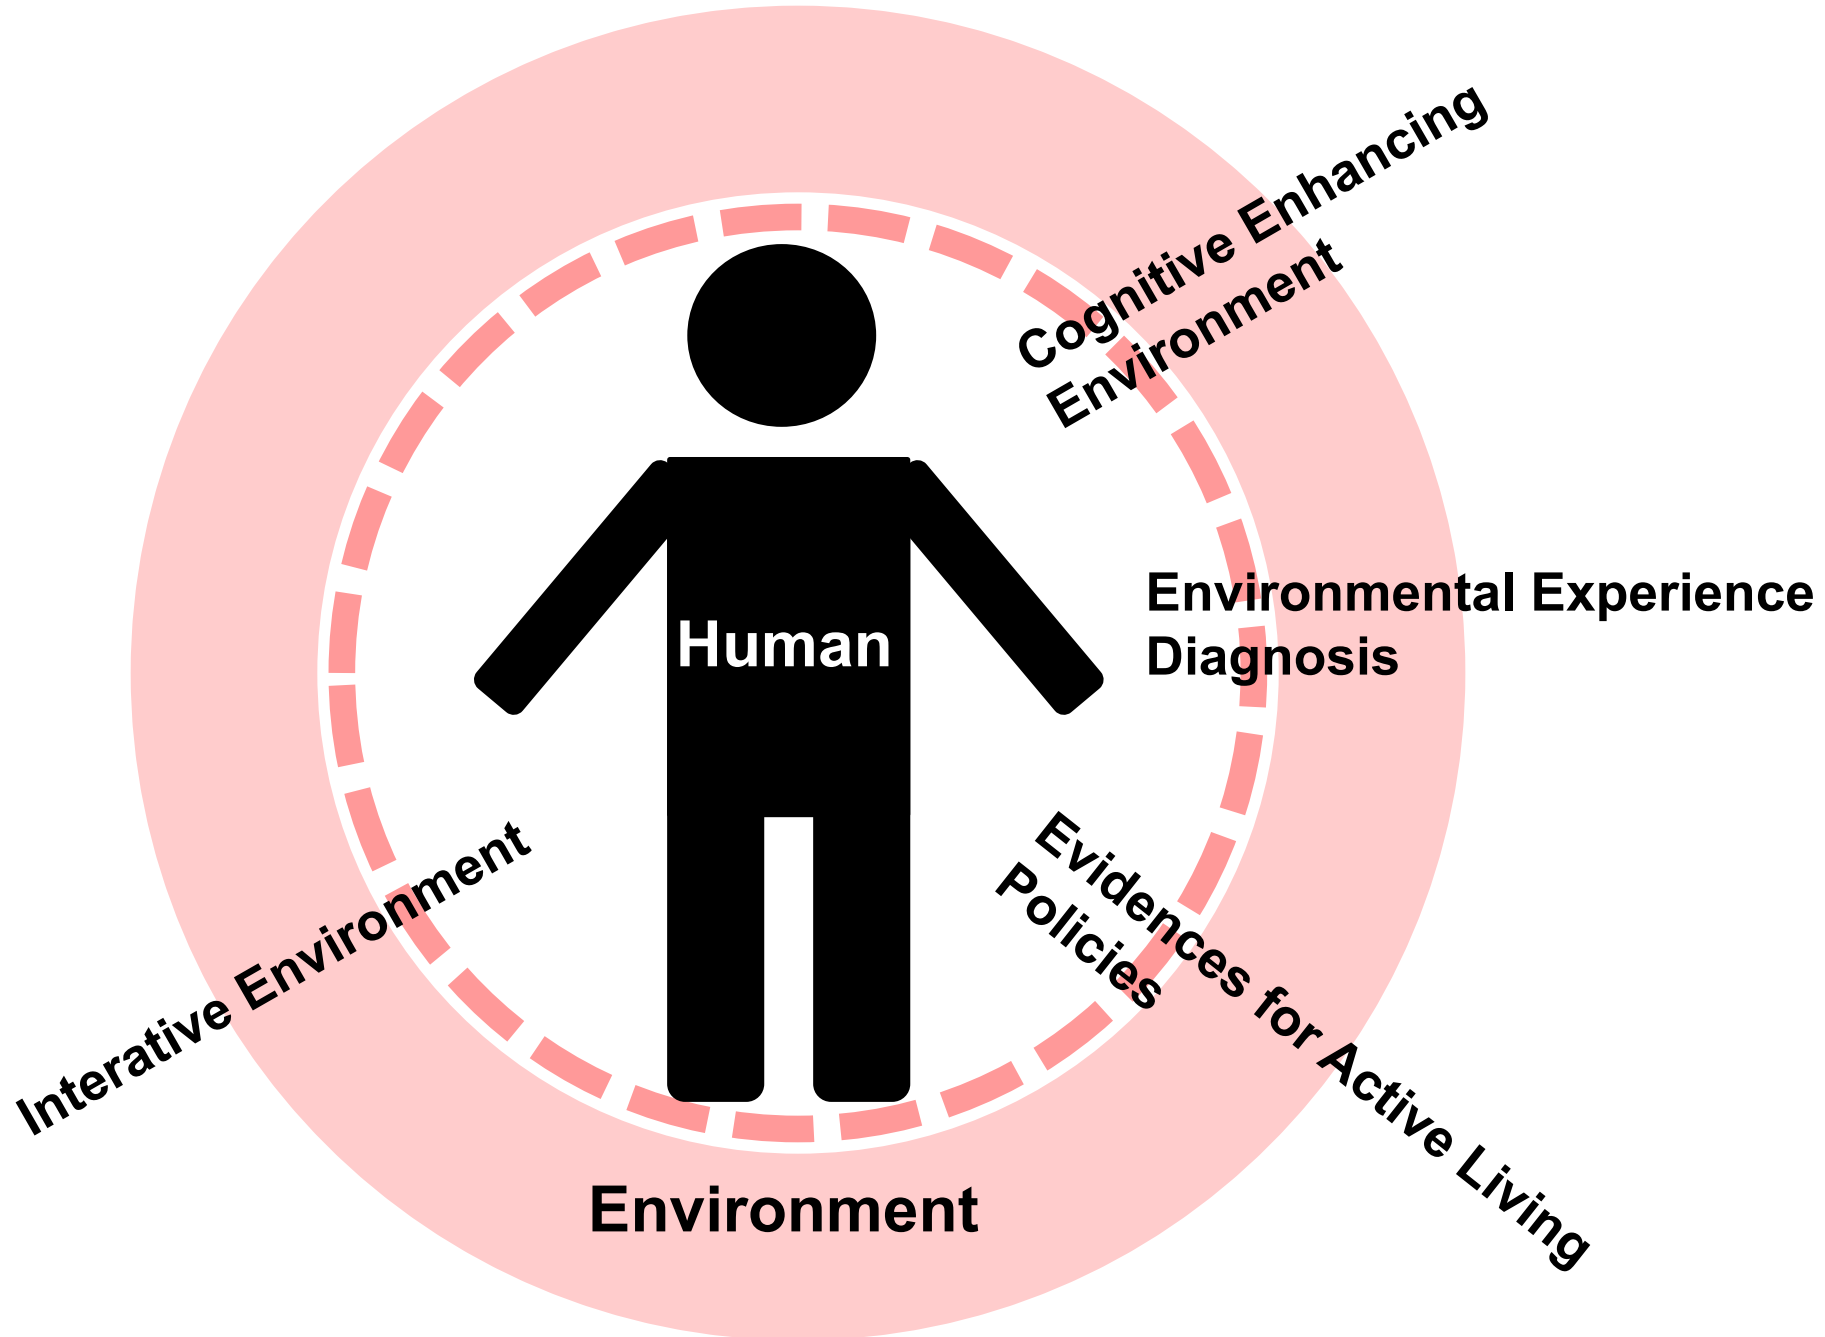 Cognitive Enhancing
Environment
Environmental Experience
Diagnosis
Human
Evidences for Active Living
Policies
Interative Environment
Environment